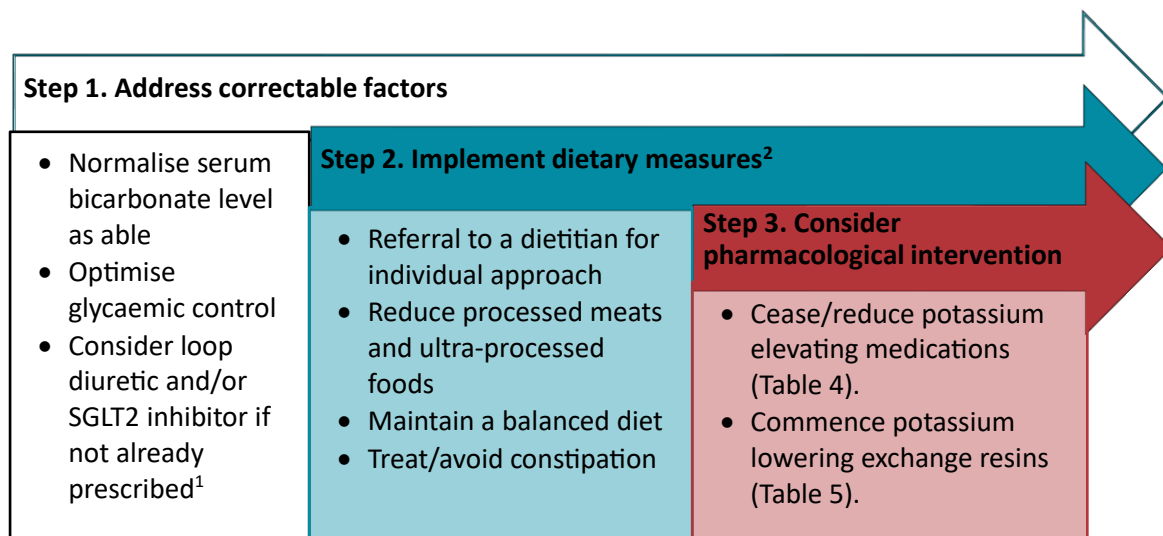 Step 1. Address correctable factors
• Normalise serum
bicarbonate level
as able
• Optimise
glycaemic control
• Consider loop
diuretic and/or
SGLT2 inhibitor if
not already
prescribed¹
Step 2. Implement dietary measures²
• Referral to a dietitian for
individual approach
• Reduce processed meats
and ultra-processed
foods
• Maintain a balanced diet
• Treat/avoid constipation
Step 3. Consider
pharmacological intervention
• Cease/reduce potassium
elevating medications
(Table 4).
• Commence potassium
lowering exchange resins
(Table 5).